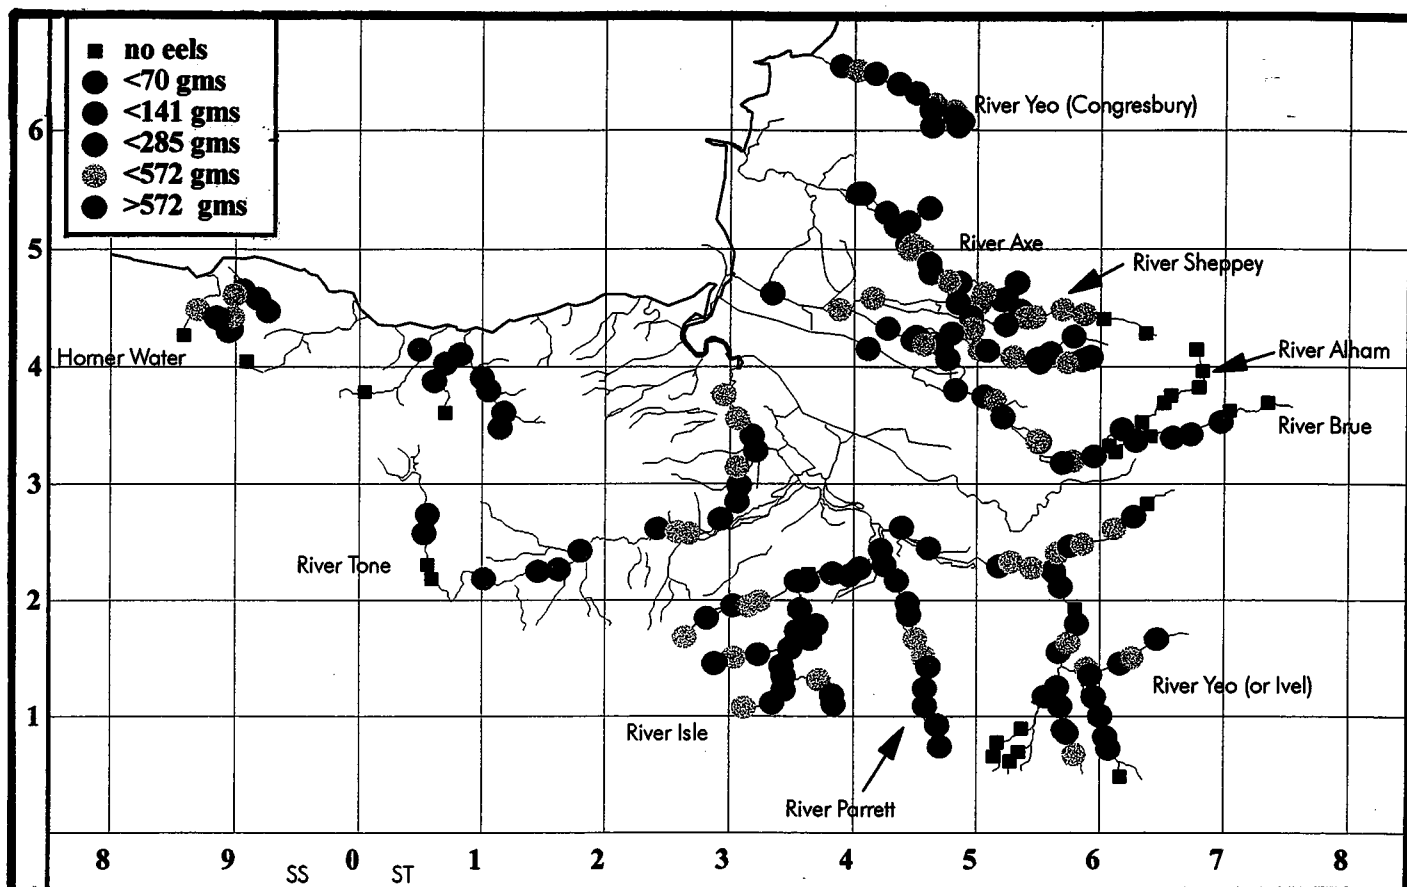 no eels
<70 gms
<141 gms
<285 gms
<572 gms
>572 gms
River Yeo (Congresbury)
6
5
River Axe
River Sheppey
Horner Water
4
River Alham
River Brue
3
River Tone
2
River Yeo (or Ivel)
1
River Isle
River Parrett
8 9 0 1 2 3 4 5 6 7 8
SS ST